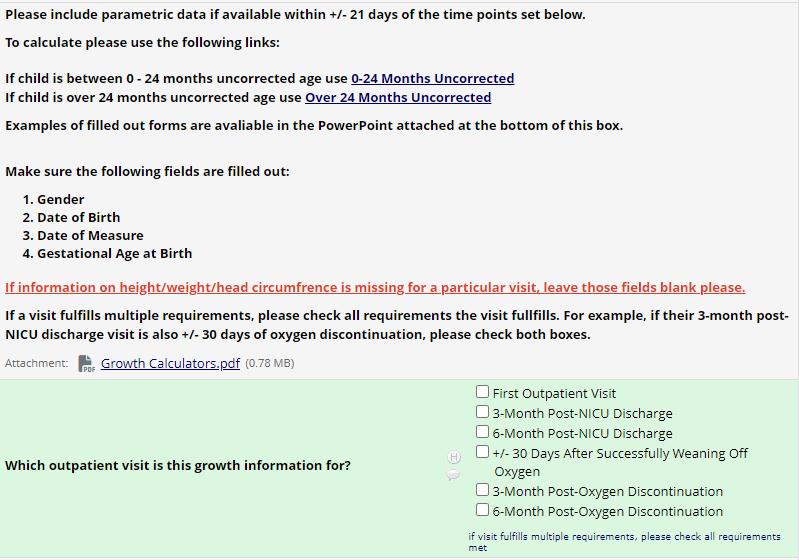 Please include parametric data if available within +/- 21 days of the time points set below.
To calculate please use the following links:
If child is between 0 - 24 months uncorrected age use 0-24 Months Uncorrected
If child is over 24 months uncorrected age use Over 24 Months Uncorrected
Examples of filled out forms are avaliable in the PowerPoint attached at the bottom of this box.
Make sure the following fields are filled out:
1. Gender
2. Date of Birth
3. Date of Measure
4. Gestational Age at Birth
If information on height/weight/head circumfrence is missing for a particular visit, leave those fields blank please.
If a visit fulfills multiple requirements, please check all requirements the visit fullfills. For example, if their 3-month post-
NICU discharge visit is also +/- 30 days of oxygen discontinuation, please check both boxes.
Attachment: PDF Growth Calculators.pdf (0.78 MB)
Which outpatient visit is this growth information for?
H
First Outpatient Visit
3-Month Post-NICU Discharge
6-Month Post-NICU Discharge
+/- 30 Days After Successfully Weaning Off
Oxygen
3-Month Post-Oxygen Discontinuation
6-Month Post-Oxygen Discontinuation
if visit fulfills multiple requirements, please check all requirements
met